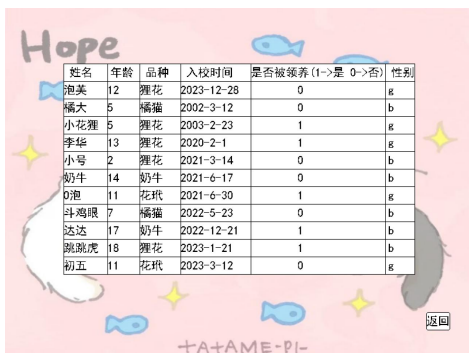 Hope
姓名 年龄 品种 入校时间 是否被领养(1->是 0->否) 性别
泡芙 12 狸花 2023-12-28 0 g
橘大 5 橘猫 2002-3-12 0 b
小花狸 5 狸花 2003-2-23 1 g
李华 13 狸花 2020-2-1 1 g
小号 2 狸花 2021-3-14 0 b
奶牛 14 奶牛 2021-6-17 0 b
0泡 11 花玳 2021-6-30 1 g
斗鸡眼 7 橘猫 2022-5-23 0 b
达达 17 奶牛 2022-12-21 1 b
跳跳虎 18 狸花 2023-1-21 1 b
初五 11 花玳 2023-3-12 0 g
返回
TATAME-PI-